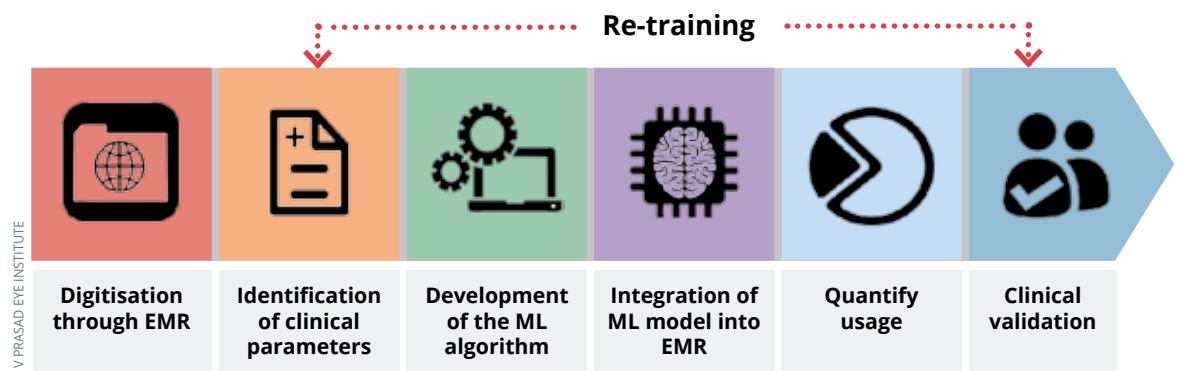 Re-training
Digitisation
through EMR
Identification
of clinical
parameters
Development
of the ML
algorithm
Integration of
ML model into
EMR
Quantify
usage
Clinical
validation
V PRASAD EYE INSTITUTE